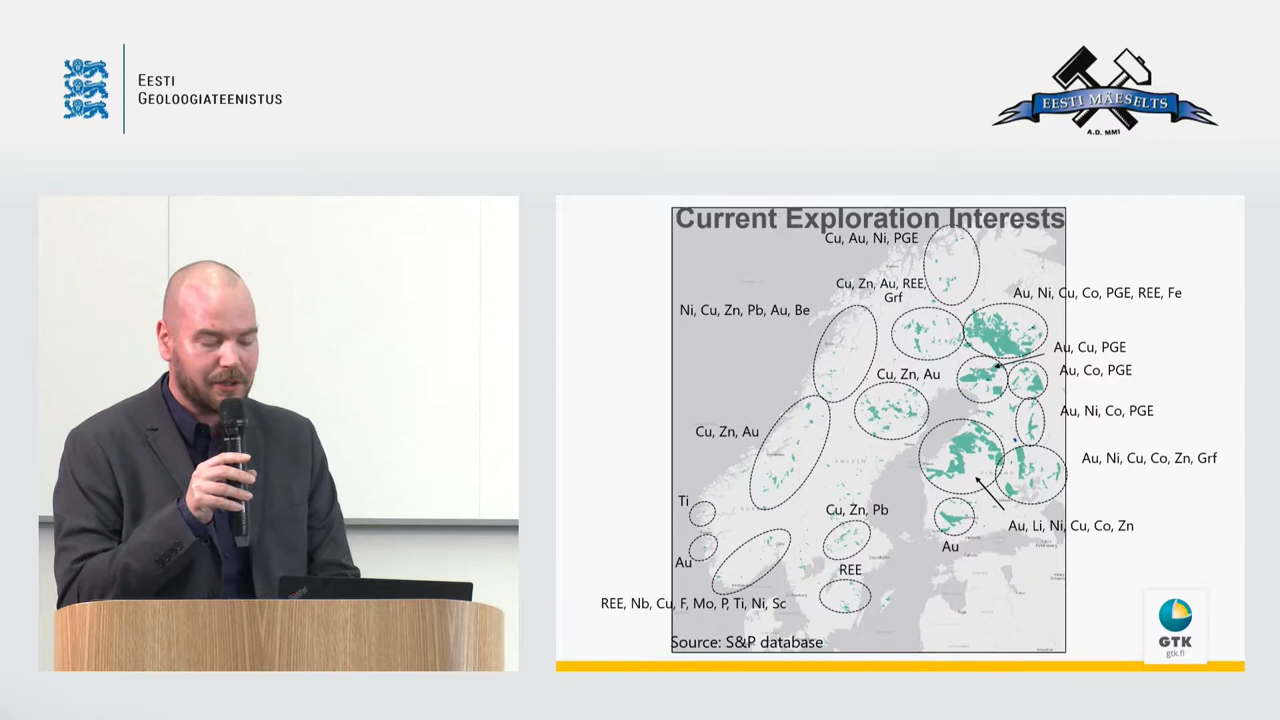 EESTI
GEOLOOGIATEENISTUS
EESTI MÄESELTS
A.D. MMI
Current Exploration Interests
Cu, Au, Ni, PGE
Cu, Zn, Au, REE,
Grf
Au, Ni, Cu, Co, PGE, REE, Fe
Ni, Cu, Zn, Pb, Au, Be
Au, Cu, PGE
Au, Co, PGE
Cu, Zn, Au
Au, Ni, Co, PGE
Cu, Zn, Au
Au, Ni, Cu, Co, Zn, Grf
Ti
Cu, Zn, Pb
Au, Li, Ni, Cu, Co, Zn
Au
Au
REE
REE, Nb, Cu, F, Mo, P, Ti, Ni, Sc
Source: S&P database
GTK
gtk.fi